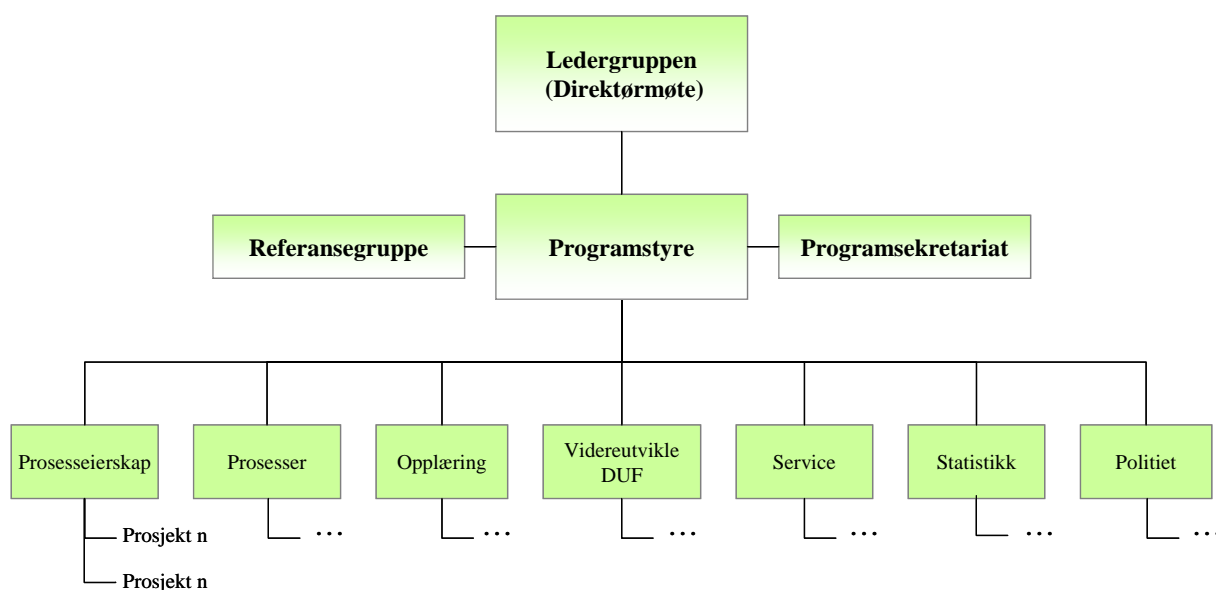 Ledergruppen
(Direktørmøte)
Referansegruppe
Programstyre
Programsekretariat
Prosesseierskap
Prosesser
Opplæring
Videreutvikle
DUF
Service
Statistikk
Politiet
Prosjekt n
…
…
…
…
…
…
Prosjekt n